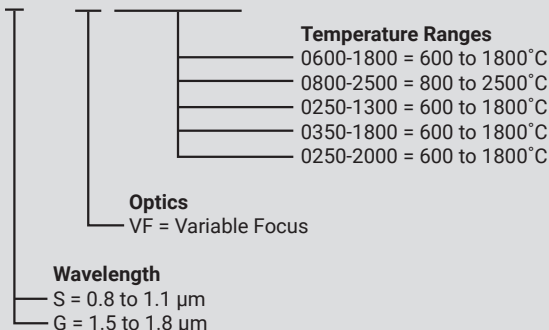 Temperature Ranges
0600-1800 = 600 to 1800˚C
0800-2500 = 800 to 2500˚C
0250-1300 = 600 to 1800˚C
0350-1800 = 600 to 1800˚C
0250-2000 = 600 to 1800˚C
Optics
VF = Variable Focus
Wavelength
S = 0.8 to 1.1 µm
G = 1.5 to 1.8 µm